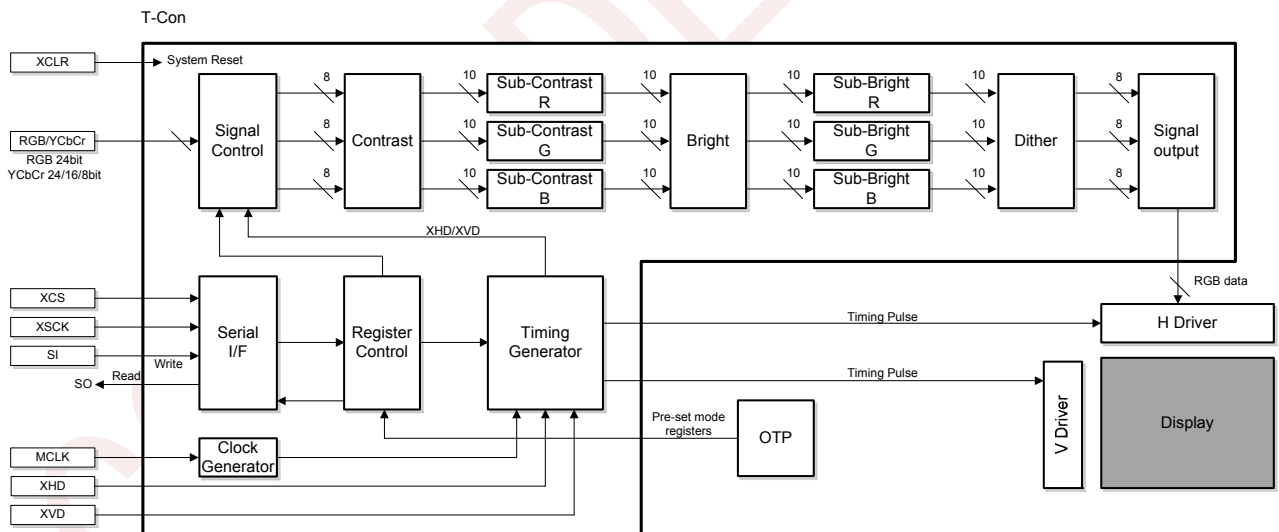 T-Con
XCLR
System Reset
RGB/YCbCr
RGB 24bit
YCbCr 24/16/8bit
Signal
Control
8
8
8
Contrast
10
10
10
Sub-Contrast
R
Sub-Contrast
G
Sub-Contrast
B
10
10
10
Bright
10
10
10
Sub-Bright
R
Sub-Bright
G
Sub-Bright
B
10
10
10
Dither
8
8
8
Signal
output
XHD/XVD
RGB data
XCS
XSCK
SI
Write
SO
Read
Serial
I/F
Register
Control
Timing
Generator
Timing Pulse
H Driver
Timing Pulse
V Driver
Display
Pre-set mode
registers
OTP
MCLK
Clock
Generator
XHD
XVD